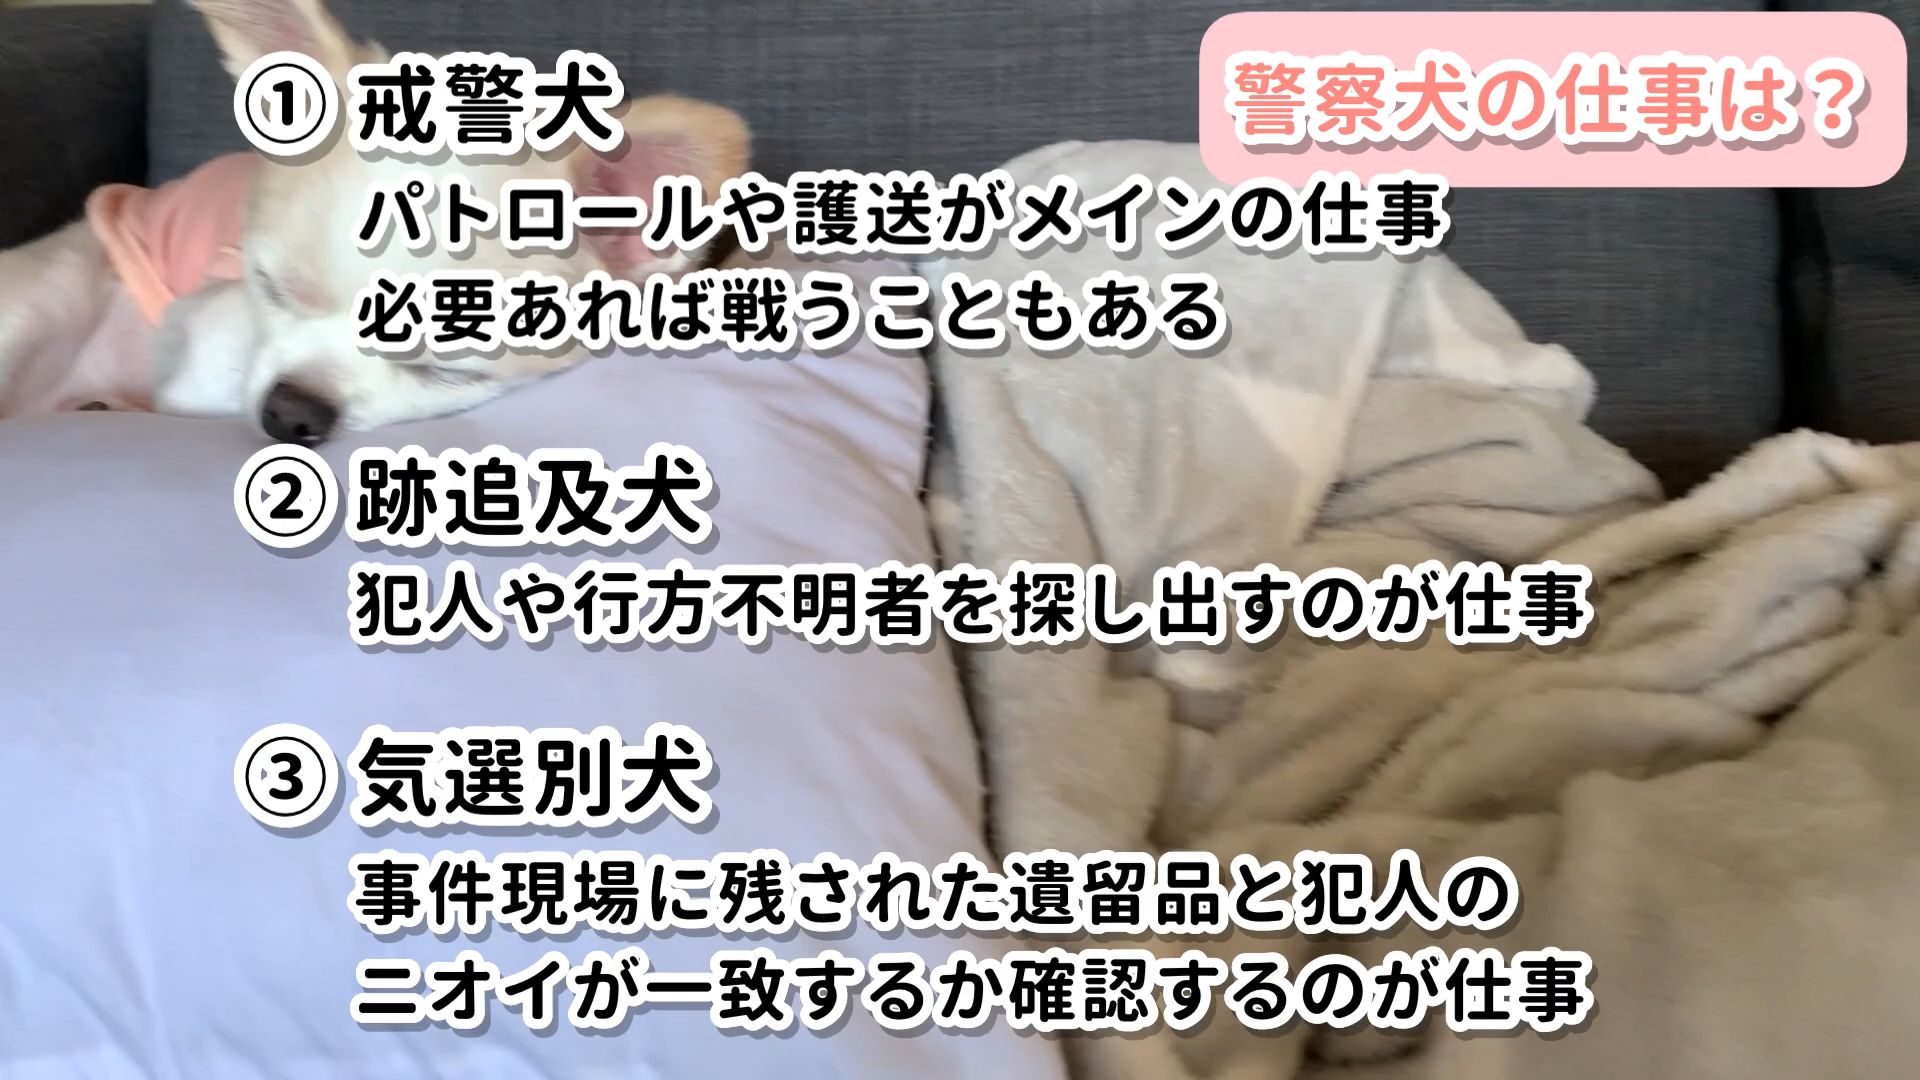 警察犬の仕事は？
① 戒警犬
パトロールや護送がメインの仕事
必要あれば戦うこともある
② 跡追及犬
犯人や行方不明者を探し出すのが仕事
③ 気選別犬
事件現場に残された遺留品と犯人の
ニオイが一致するか確認するのが仕事